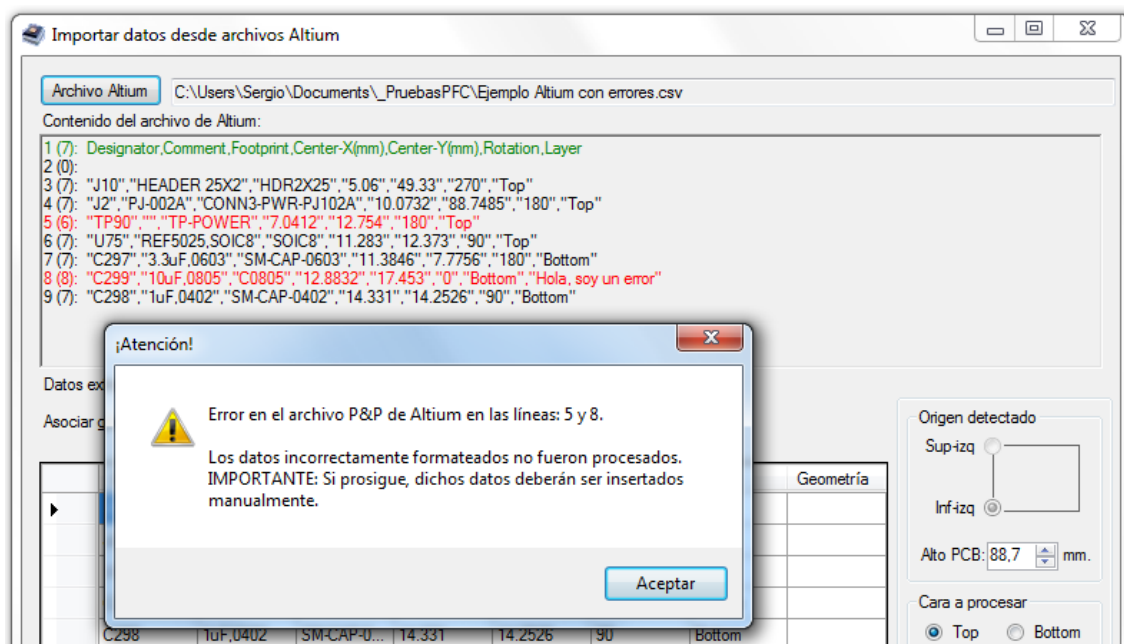 Importar datos desde archivos Altium
Archivo Altium C:\Users\Sergio\Documents\_PruebasPFC\Ejemplo Altium con errores.csv
Contenido del archivo de Altium:
1 (7): Designator,Comment,Footprint,Center-X(mm),Center-Y(mm),Rotation,Layer
2 (0):
3 (7): "J10","HEADER 25X2","HDR2X25","5.06","49.33","270","Top"
4 (7): "J2","PJ-002A","CONN3-PWR-PJ102A","10.0732","88.7485","180","Top"
5 (6): "TP90","","TP-POWER","7.0412","12.754","180","Top"
6 (7): "U75","REF5025,SOIC8","SOIC8","11.283","12.373","90","Top"
7 (7): "C297","3.3uF,0603","SM-CAP-0603","11.3846","7.7756","180","Bottom"
8 (8): "C299","10uF,0805","C0805","12.8832","17.453","0","Bottom","Hola, soy un error"
9 (7): "C298","1uF,0402","SM-CAP-0402","14.331","14.2526","90","Bottom"
¡Atención!
Datos ex
Error en el archivo P&P de Altium en las líneas: 5 y 8.
Asociar g
Los datos incorrectamente formateados no fueron procesados.
IMPORTANTE: Si prosigue, dichos datos deberán ser insertados
manualmente.
Aceptar
Geometría
C298 1uF,0402 SM-CAP-0... 14.331 14.2526 90 Bottom
Origen detectado
Sup-izq
Inf-izq
Alto PCB: 88,7 mm.
Cara a procesar
Top Bottom